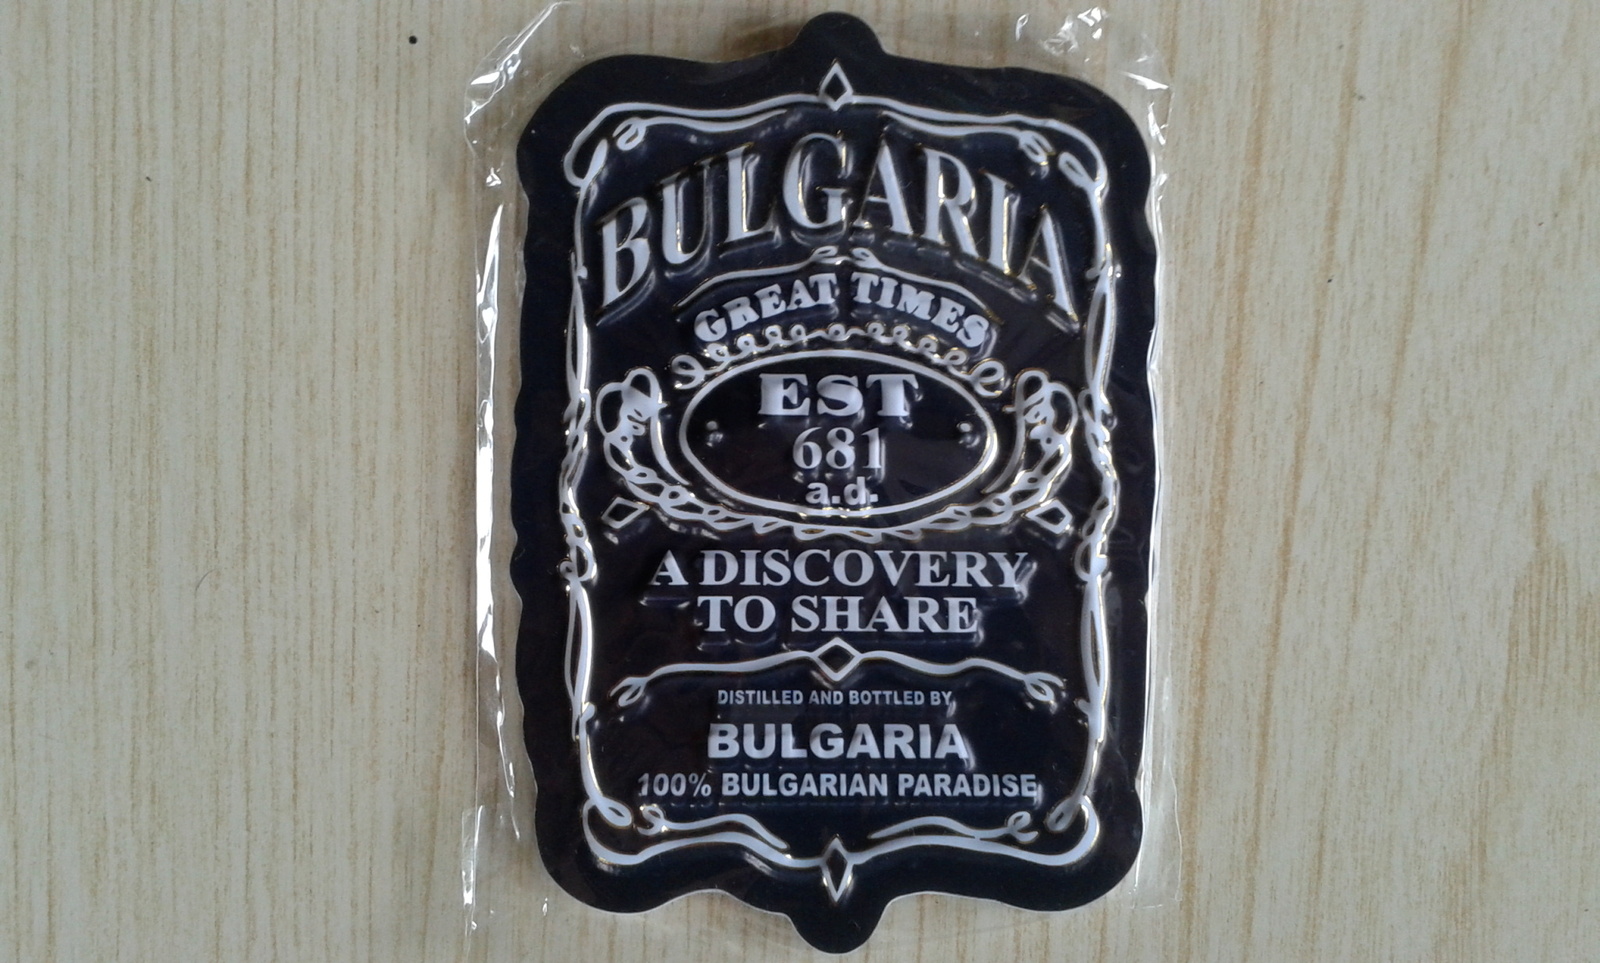 BULGARIA
GREAT TIMES
EST
681
a.d.
A DISCOVERY
TO SHARE
DISTILLED AND BOTTLED BY
BULGARIA
100% BULGARIAN PARADISE